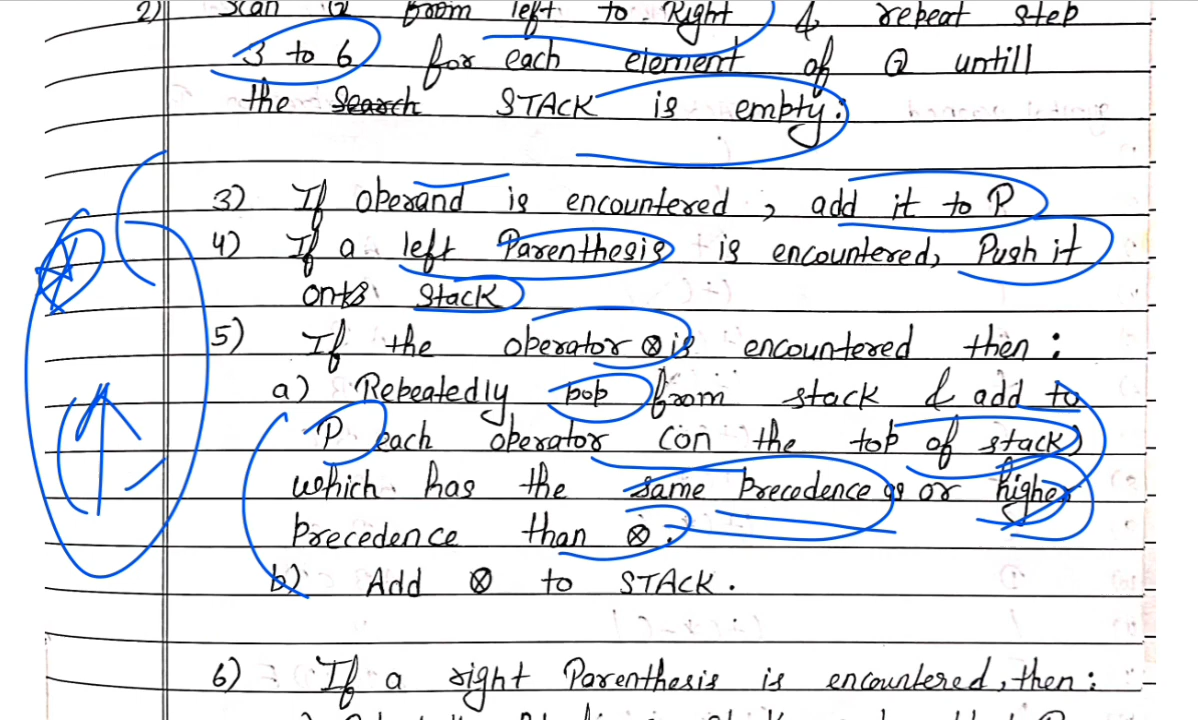 2) Scan Q from left to Right & repeat step
3 to 6 for each element of Q untill
the Search STACK is empty.
3) If operand is encountered, add it to P
4) If a left Parenthesis is encountered, Push it
onto Stack
5) If the operator ⊗ is encountered then:
a) Repeatedly pop from stack & add to
P each operator (on the top of stack)
which has the same Precedence as or higher
Precedence than ⊗.
b) Add ⊗ to STACK.
6) If a right Parenthesis is encountered, then: